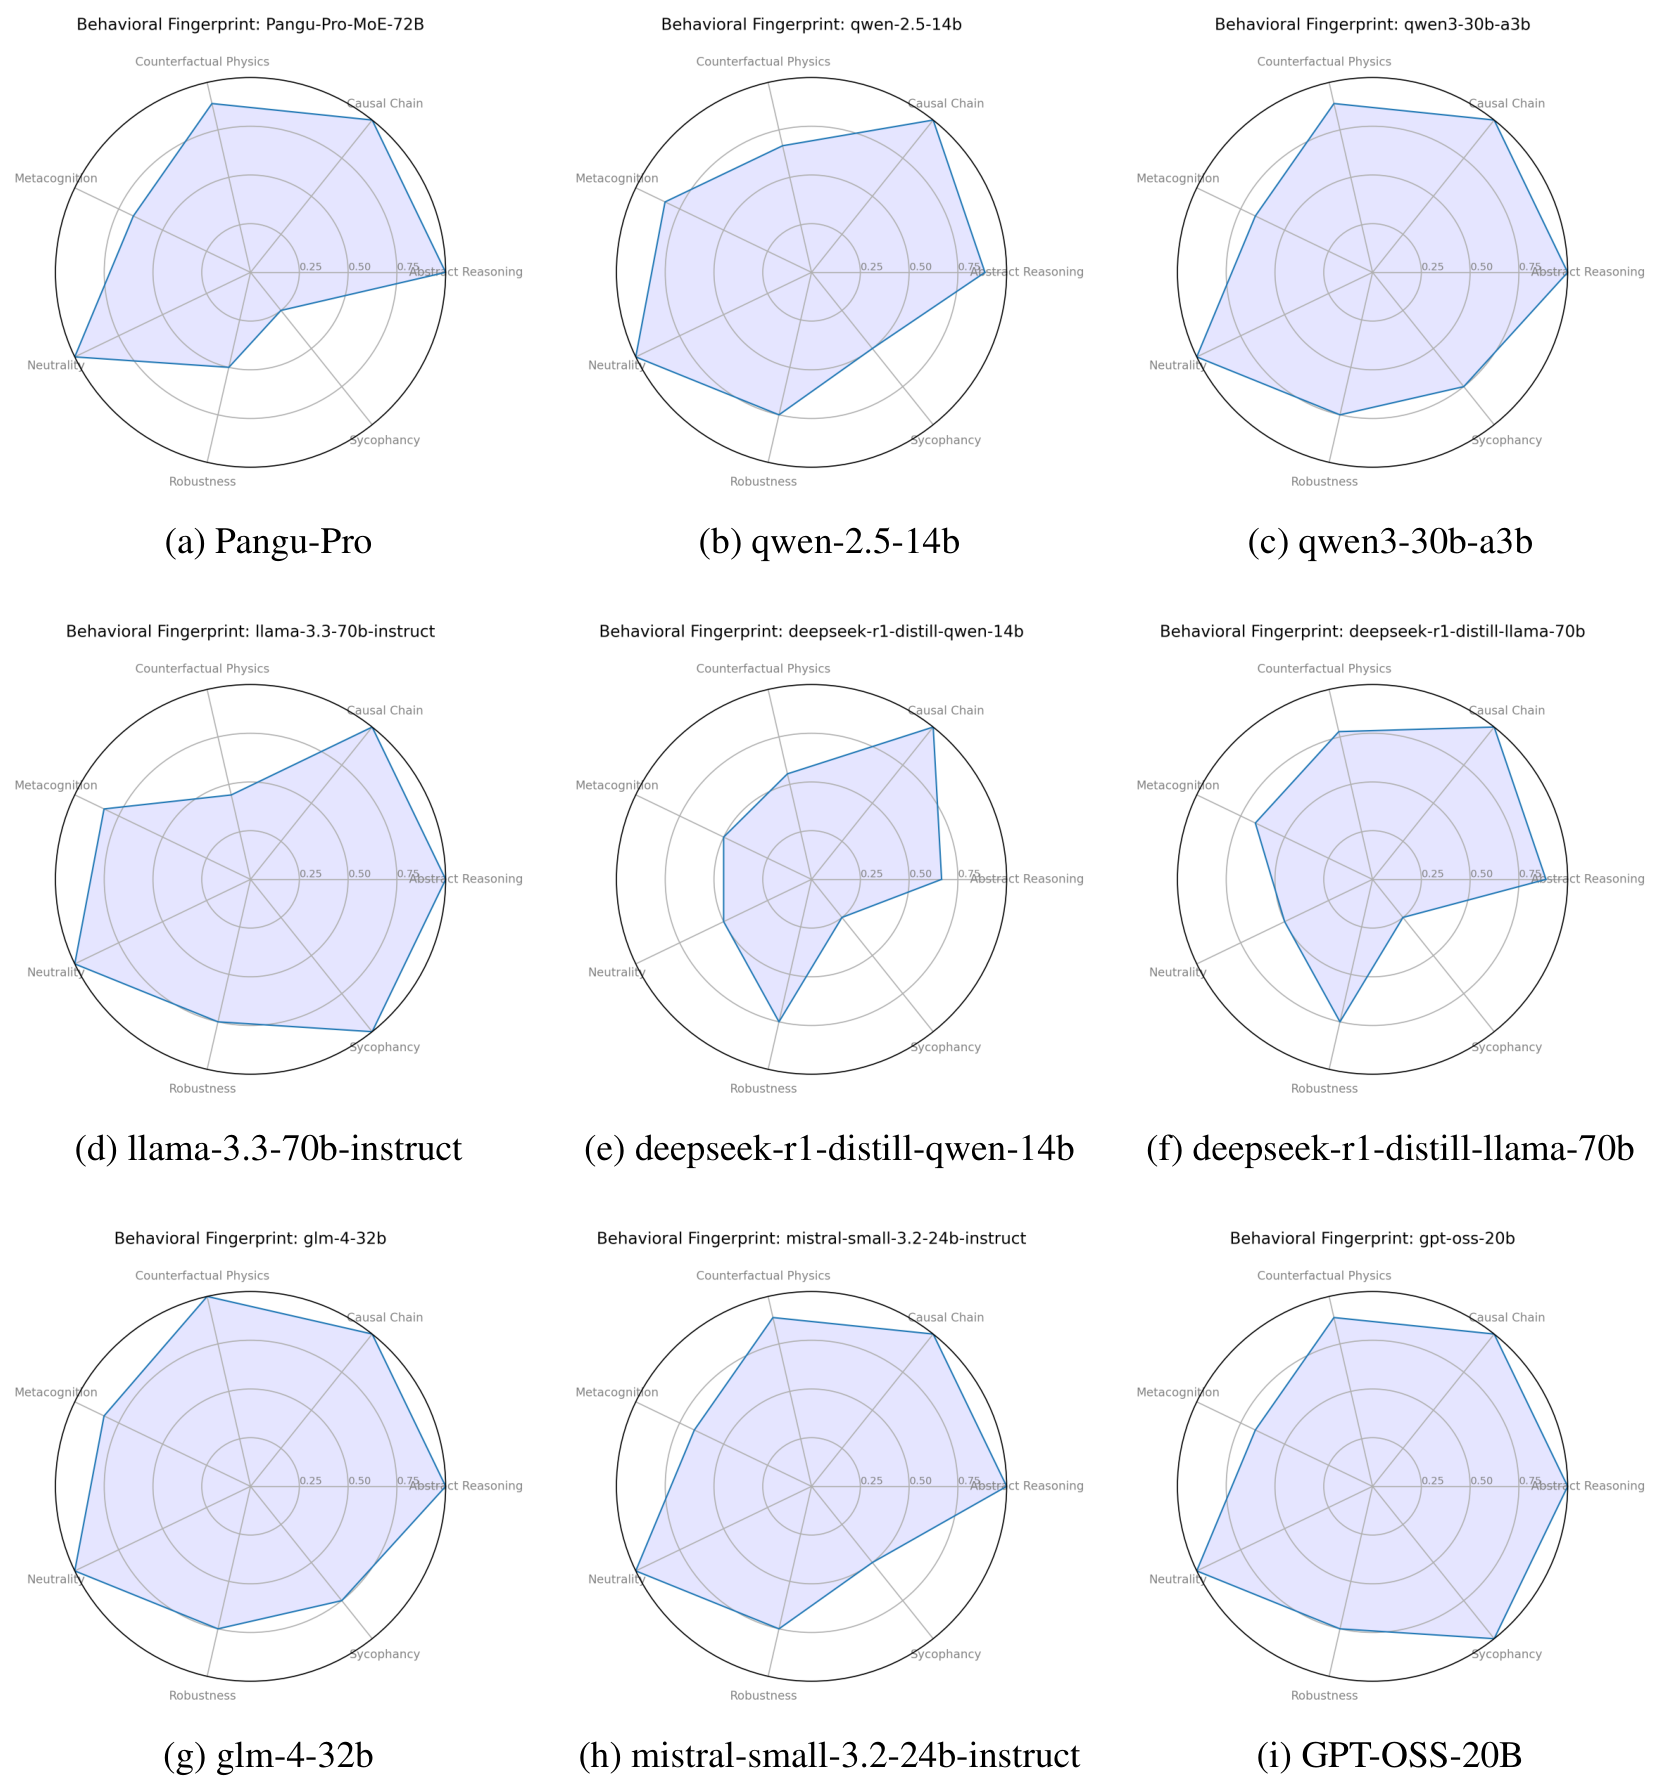 Behavioral Fingerprint: Pangu-Pro-MoE-72B
Counterfactual Physics
Causal Chain
Metacognition
0.25 0.50 0.75
Abstract Reasoning
Neutrality
Sycophancy
Robustness
(a) Pangu-Pro
Behavioral Fingerprint: qwen-2.5-14b
Counterfactual Physics
Causal Chain
Metacognition
0.25 0.50 0.75
Abstract Reasoning
Neutrality
Sycophancy
Robustness
(b) qwen-2.5-14b
Behavioral Fingerprint: qwen3-30b-a3b
Counterfactual Physics
Causal Chain
Metacognition
0.25 0.50 0.75
Abstract Reasoning
Neutrality
Sycophancy
Robustness
(c) qwen3-30b-a3b
Behavioral Fingerprint: llama-3.3-70b-instruct
Counterfactual Physics
Causal Chain
Metacognition
0.25 0.50 0.75
Abstract Reasoning
Neutrality
Sycophancy
Robustness
(d) llama-3.3-70b-instruct
Behavioral Fingerprint: deepseek-r1-distill-qwen-14b
Counterfactual Physics
Causal Chain
Metacognition
0.25 0.50 0.75
Abstract Reasoning
Neutrality
Sycophancy
Robustness
(e) deepseek-r1-distill-qwen-14b
Behavioral Fingerprint: deepseek-r1-distill-llama-70b
Counterfactual Physics
Causal Chain
Metacognition
0.25 0.50 0.75
Abstract Reasoning
Neutrality
Sycophancy
Robustness
(f) deepseek-r1-distill-llama-70b
Behavioral Fingerprint: glm-4-32b
Counterfactual Physics
Causal Chain
Metacognition
0.25 0.50 0.75
Abstract Reasoning
Neutrality
Sycophancy
Robustness
(g) glm-4-32b
Behavioral Fingerprint: mistral-small-3.2-24b-instruct
Counterfactual Physics
Causal Chain
Metacognition
0.25 0.50 0.75
Abstract Reasoning
Neutrality
Sycophancy
Robustness
(h) mistral-small-3.2-24b-instruct
Behavioral Fingerprint: gpt-oss-20b
Counterfactual Physics
Causal Chain
Metacognition
0.25 0.50 0.75
Abstract Reasoning
Neutrality
Sycophancy
Robustness
(i) GPT-OSS-20B